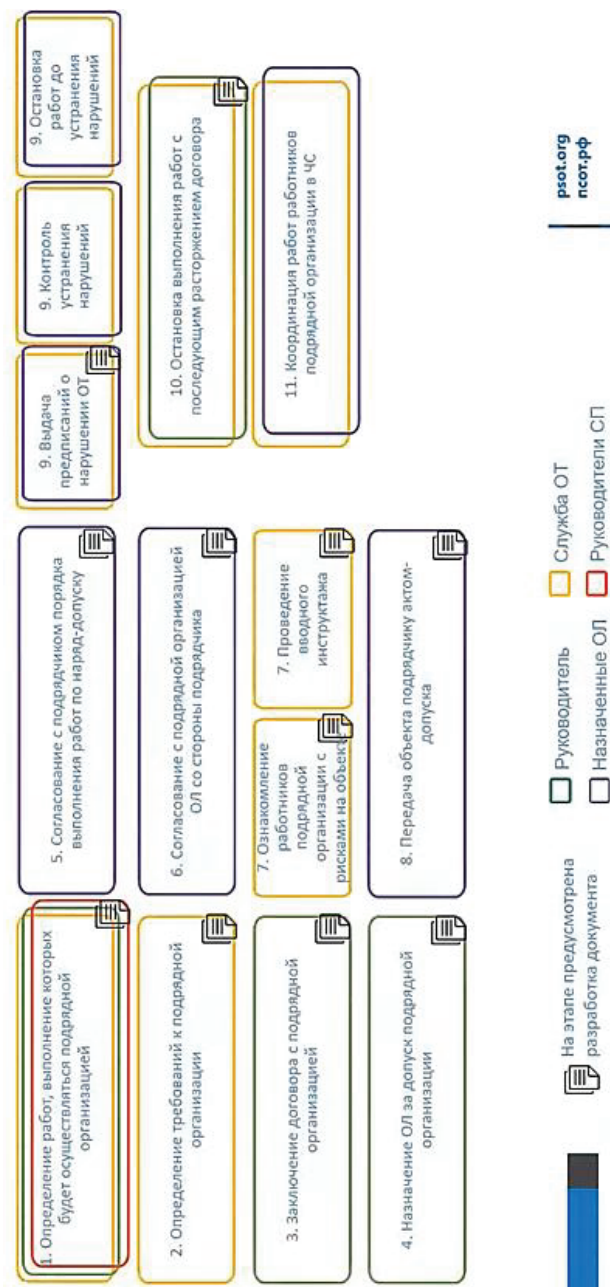 1. Определение работ, выполнение которых
будет осуществляться подрядной
организацией
2. Определение требований к подрядной
организации
3. Заключение договора с подрядной
организацией
4. Назначение ОЛ за допуск подрядной
организации
5. Согласование с подрядчиком порядка
выполнения работ по наряд-допуску
6. Согласование с подрядной организацией
ОЛ со стороны подрядчика
7. Ознакомление
работников
подрядной
организации с
рисками на объекте
7. Проведение
вводного
инструктажа
8. Передача объекта подрядчику актом-
допуска
9. Выдача
предписаний о
нарушении ОТ
9. Контроль
устранения
нарушений
9. Остановка
работ до
устранения
нарушений
10. Остановка выполнения работ с
последующим расторжением договора
11. Координация работ работников
подрядной организации в ЧС
На этапе предусмотрена
разработка документа
Руководитель
Назначенные ОЛ
Служба ОТ
Руководители СП
psot.org
псот.рф